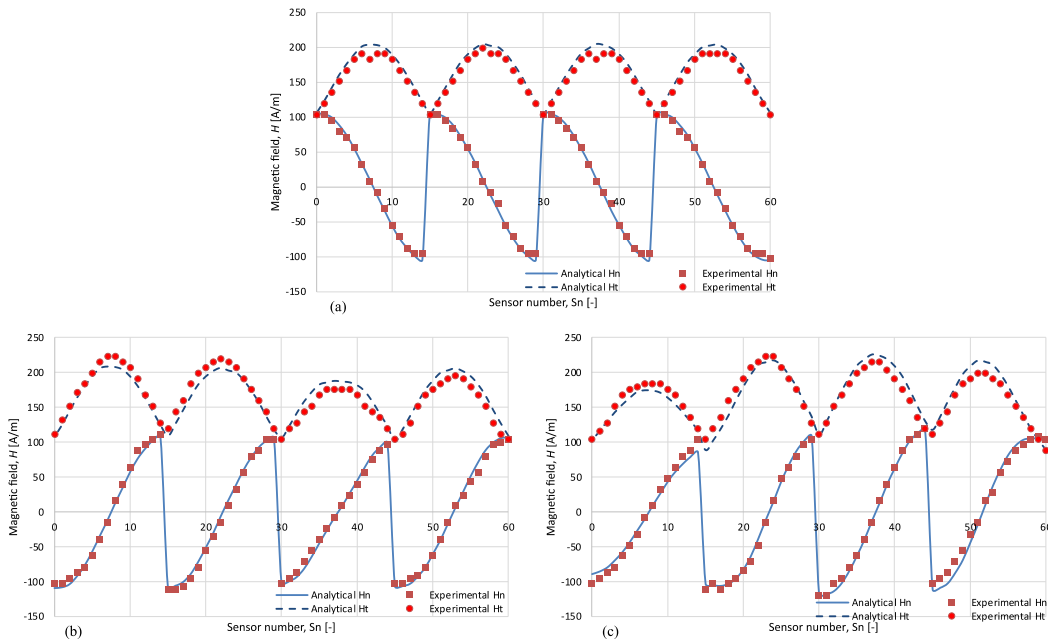 250
200
150
100
50
0
-50
-100
-150
Magnetic field, H [A/m]
0 10 20 30 40 50 60
Analytical Hn Experimental Hn
Analytical Ht Experimental Ht
Sensor number, Sn [-]
(a)
250
200
150
100
50
0
-50
-100
-150
Magnetic field, H [A/m]
0 10 20 30 40 50 60
Analytical Hn Experimental Hn
Analytical Ht Experimental Ht
Sensor number, Sn [-]
(b)
250
200
150
100
50
0
-50
-100
-150
Magnetic field, H [A/m]
0 10 20 30 40 50 60
Analytical Hn Experimental Hn
Analytical Ht Experimental Ht
Sensor number, Sn [-]
(c)